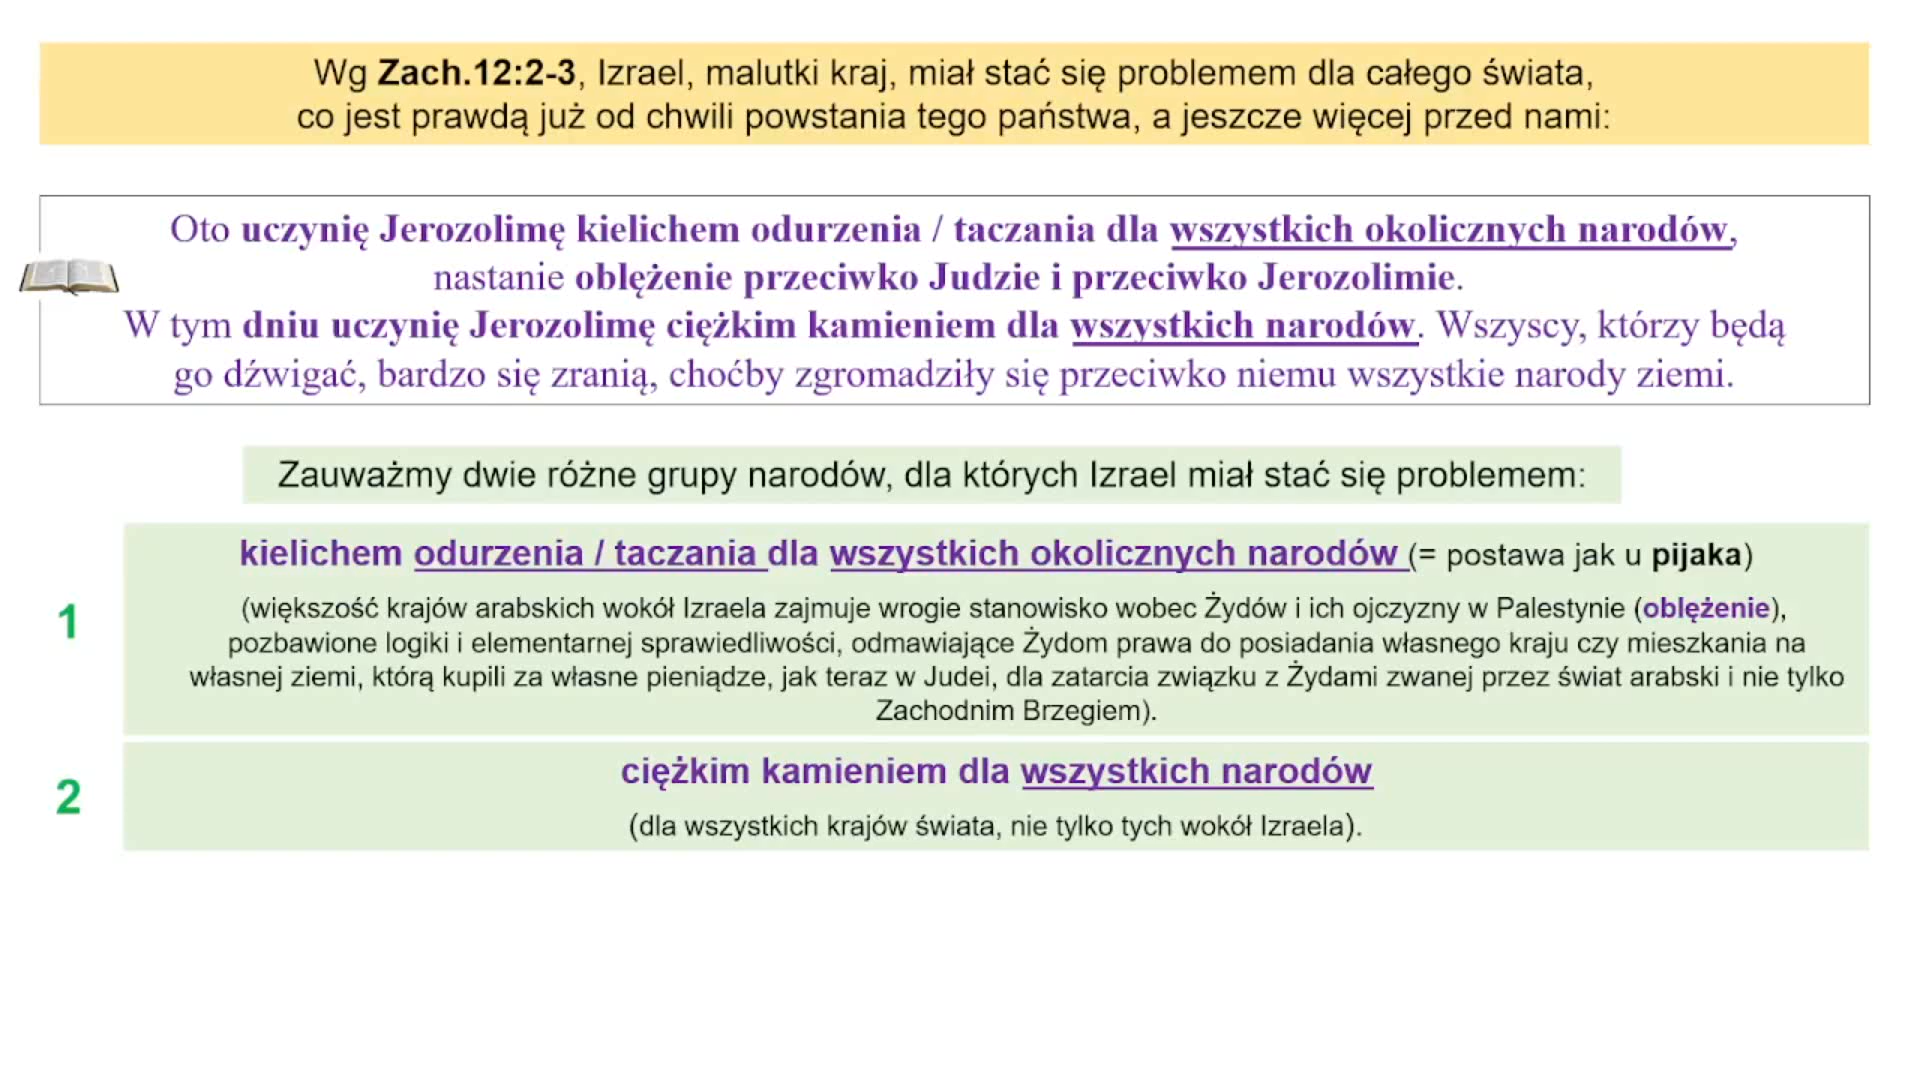 Wg Zach.12:2-3, Izrael, malutki kraj, miał stać się problemem dla całego świata,
co jest prawdą już od chwili powstania tego państwa, a jeszcze więcej przed nami:
Oto uczynię Jerozolimę kielichem odurzenia / taczania dla wszystkich okolicznych narodów,
nastanie oblężenie przeciwko Judzie i przeciwko Jerozolimie.
W tym dniu uczynię Jerozolimę ciężkim kamieniem dla wszystkich narodów. Wszyscy, którzy będą
go dźwigać, bardzo się zranią, choćby zgromadziły się przeciwko niemu wszystkie narody ziemi.
Zauważmy dwie różne grupy narodów, dla których Izrael miał stać się problemem:
kielichem odurzenia / taczania dla wszystkich okolicznych narodów (= postawa jak u pijaka)
1
(większość krajów arabskich wokół Izraela zajmuje wrogie stanowisko wobec Żydów i ich ojczyzny w Palestynie (oblężenie),
pozbawione logiki i elementarnej sprawiedliwości, odmawiające Żydom prawa do posiadania własnego kraju czy mieszkania na
własnej ziemi, którą kupili za własne pieniądze, jak teraz w Judei, dla zatarcia związku z Żydami zwanej przez świat arabski i nie tylko
Zachodnim Brzegiem).
2
ciężkim kamieniem dla wszystkich narodów
(dla wszystkich krajów świata, nie tylko tych wokół Izraela).